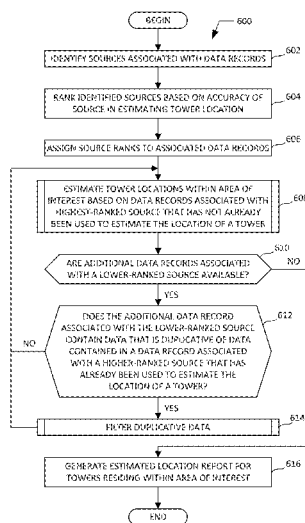 BEGIN
600
IDENTIFY SOURCES ASSOCIATED WITH DATA RECORDS
602
RANK IDENTIFIED SOURCES BASED ON ACCURACY OF
SOURCE IN ESTIMATING TOWER LOCATION
604
ASSIGN SOURCE RANKS TO ASSOCIATED DATA RECORDS
606
ESTIMATE TOWER LOCATIONS WITHIN AREA OF
INTEREST BASED ON DATA RECORDS ASSOCIATED WITH
HIGHEST-RANKED SOURCE THAT HAS NOT ALREADY
BEEN USED TO ESTIMATE THE LOCATION OF A TOWER
608
610
ARE ADDITIONAL DATA RECORDS ASSOCIATED
WITH A LOWER-RANKED SOURCE AVAILABLE?
NO
YES
612
DOES THE ADDITIONAL DATA RECORD
ASSOCIATED WITH THE LOWER-RANKED SOURCE
CONTAIN DATA THAT IS DUPLICATIVE OF DATA
CONTAINED IN A DATA RECORD ASSOCIATED
WITH A HIGHER-RANKED SOURCE THAT HAS
ALREADY BEEN USED TO ESTIMATE THE
LOCATION OF A TOWER?
NO
YES
FILTER DUPLICATIVE DATA
614
GENERATE ESTIMATED LOCATION REPORT FOR
TOWERS RESIDING WITHIN AREA OF INTEREST
616
END